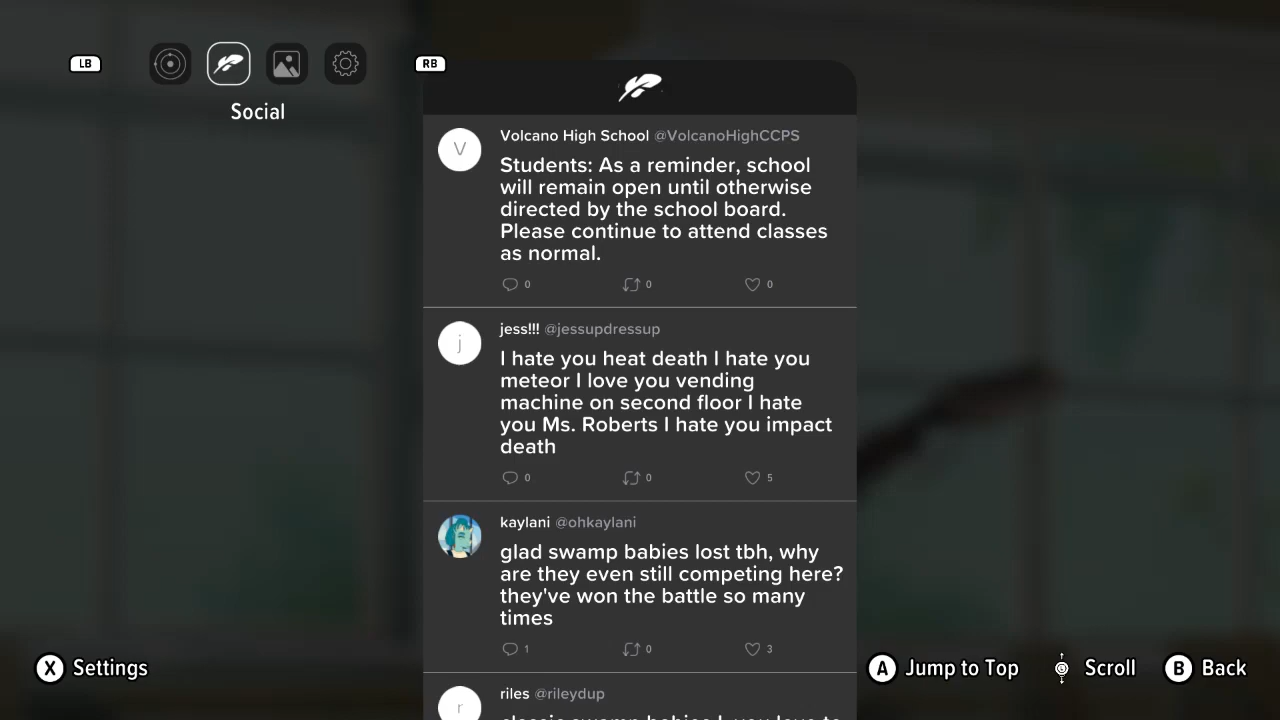 LB
RB
Social
Volcano High School @VolcanoHighCCPS
V
Students: As a reminder, school
will remain open until otherwise
directed by the school board.
Please continue to attend classes
as normal.
0 0 0
jess!!! @jessupdressup
j
I hate you heat death I hate you
meteor I love you vending
machine on second floor I hate
you Ms. Roberts I hate you impact
death
0 0 5
kaylani @ohkaylani
glad swamp babies lost tbh, why
are they even still competing here?
they've won the battle so many
times
1 0 3
riles @rileydup
r
X Settings
A Jump to Top
Scroll
B Back